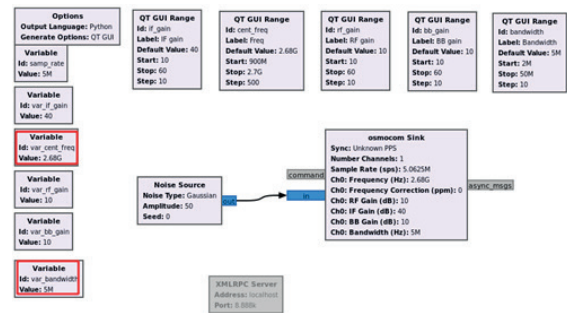 Options
Output Language: Python
Generate Options: QT GUI
Variable
Id: samp_rate
Value: 5M
Variable
Id: var_if_gain
Value: 40
Variable
Id: var_cent_freq
Value: 2.68G
Variable
Id: var_rf_gain
Value: 10
Variable
Id: var_bb_gain
Value: 10
Variable
Id: var_bandwidth
Value: 5M
QT GUI Range
Id: if_gain
Label: IF gain
Default Value: 40
Start: 10
Stop: 60
Step: 10
QT GUI Range
Id: cent_freq
Label: Freq
Default Value: 2.68G
Start: 900M
Stop: 2.7G
Step: 500
QT GUI Range
Id: rf_gain
Label: RF gain
Default Value: 10
Start: 10
Stop: 60
Step: 10
QT GUI Range
Id: bb_gain
Label: BB gain
Default Value: 10
Start: 10
Stop: 60
Step: 10
QT GUI Range
Id: bandwidth
Label: Bandwidth
Default Value: 5M
Start: 2M
Stop: 50M
Step: 10
Noise Source
Noise Type: Gaussian
Amplitude: 50
Seed: 0
out
command
in
osmocom Sink
Sync: Unknown PPS
Number Channels: 1
Sample Rate (sps): 5.0625M
Ch0: Frequency (Hz): 2.68G
Ch0: Frequency Correction (ppm): 0
Ch0: RF Gain (dB): 10
Ch0: IF Gain (dB): 40
Ch0: BB Gain (dB): 10
Ch0: Bandwidth (Hz): 5M
async_msgs
XMLRPC Server
Address: localhost
Port: 8.888k